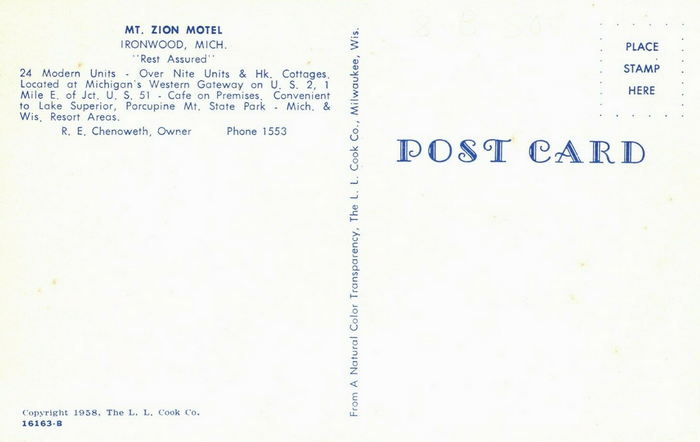 MT. ZION MOTEL
IRONWOOD, MICH.
"Rest Assured"
24 Modern Units - Over Nite Units & Hk. Cottages.
Located at Michigan's Western Gateway on U. S. 2, 1
Mile E. of Jct. U. S. 51 - Cafe on Premises. Convenient
to Lake Superior, Porcupine Mt. State Park - Mich. &
Wis. Resort Areas.
R. E. Chenoweth, Owner Phone 1553
Copyright 1958, The L. L. Cook Co.
16163-B
From A Natural Color Transparency, The L. L. Cook Co., Milwaukee, Wis.
PLACE
STAMP
HERE
POST CARD